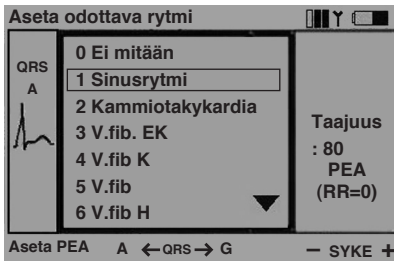 Aseta odottava rytmi
QRS
A
0 Ei mitään
1 Sinusrytmi
2 Kammiotakykardia
3 V.fib. EK
4 V.fib K
5 V.fib
6 V.fib H
Taajuus
: 80
PEA
(RR=0)
Aseta PEA A ←QRS→ G − SYKE +